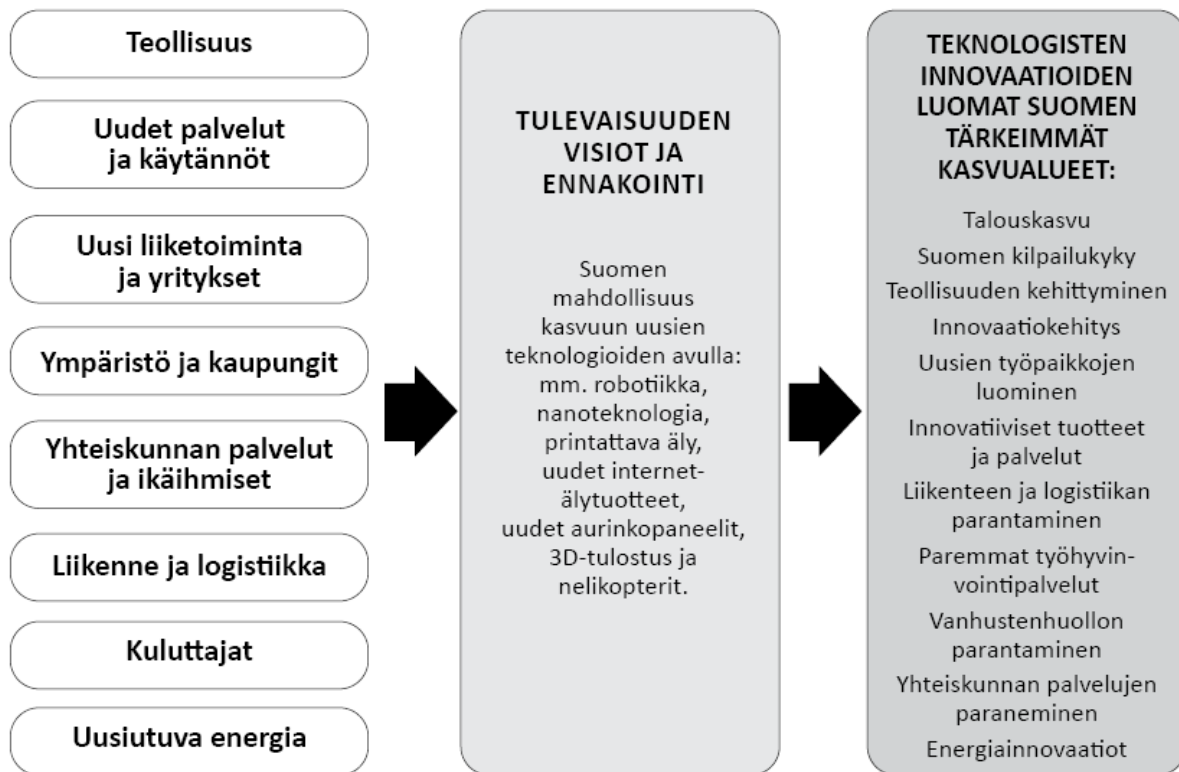 Teollisuus
Uudet palvelut
ja käytännöt
Uusi liiketoiminta
ja yritykset
Ympäristö ja kaupungit
Yhteiskunnan palvelut
ja ikäihmiset
Liikenne ja logistiikka
Kuluttajat
Uusiutuva energia
TULEVAISUUDEN
VISIOT JA
ENNAKOINTI
Suomen
mahdollisuus
kasvuun uusien
teknologioiden avulla:
mm. robotiikka,
nanoteknologia,
printattava äly,
uudet internet-
älytuotteet,
uudet aurinkopaneelit,
3D-tulostus ja
nelikopterit.
TEKNOLOGISTEN
INNOVAATIOIDEN
LUOMAT SUOMEN
TÄRKEIMMÄT
KASVUALUEET:
Talouskasvu
Suomen kilpailukyky
Teollisuuden kehittyminen
Innovaatiokehitys
Uusien työpaikkojen
luominen
Innovatiiviset tuotteet
ja palvelut
Liikenteen ja logistiikan
parantaminen
Paremmat työhyvin-
vointipalvelut
Vanhustenhuollon
parantaminen
Yhteiskunnan palvelujen
paraneminen
Energiainnovaatiot